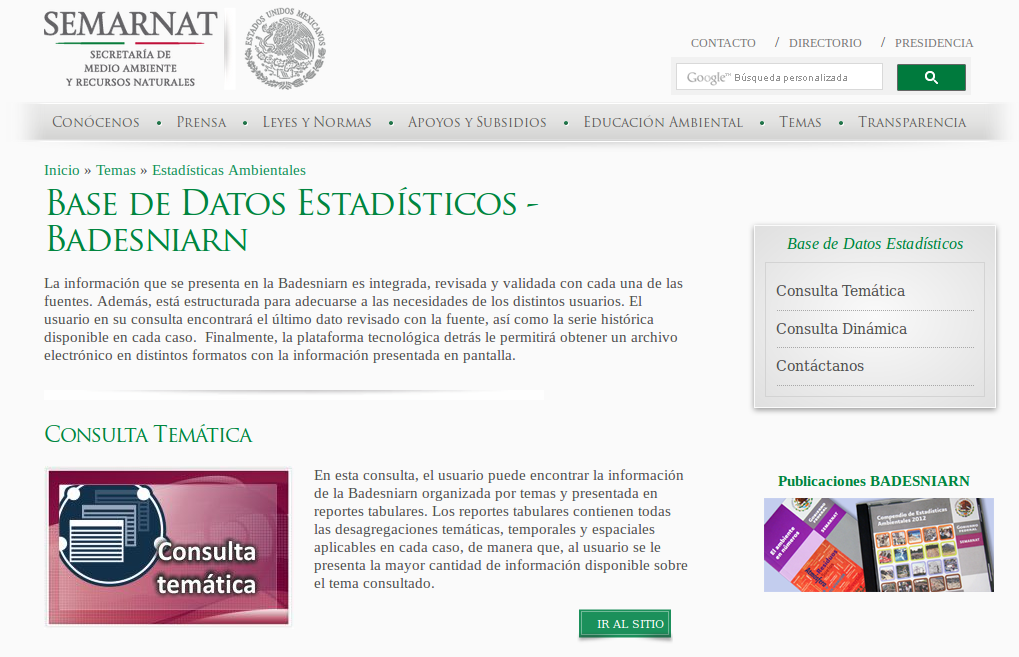 SEMARNAT
SECRETARÍA DE
MEDIO AMBIENTE
Y RECURSOS NATURALES
ESTADOS UNIDOS MEXICANOS
CONTACTO / DIRECTORIO / PRESIDENCIA
Google™ Búsqueda personalizada
Conócenos • Prensa • Leyes y Normas • Apoyos y Subsidios • Educación Ambiental • Temas • Transparencia
Inicio » Temas » Estadísticas Ambientales
Base de Datos Estadísticos -
Badesniarn
La información que se presenta en la Badesniarn es integrada, revisada y validada con cada una de las
fuentes. Además, está estructurada para adecuarse a las necesidades de los distintos usuarios. El
usuario en su consulta encontrará el último dato revisado con la fuente, así como la serie histórica
disponible en cada caso.  Finalmente, la plataforma tecnológica detrás le permitirá obtener un archivo
electrónico en distintos formatos con la información presentada en pantalla.
Base de Datos Estadísticos
Consulta Temática
Consulta Dinámica
Contáctanos
Consulta Temática
Consulta
temática
En esta consulta, el usuario puede encontrar la información
de la Badesniarn organizada por temas y presentada en
reportes tabulares. Los reportes tabulares contienen todas
las desagregaciones temáticas, temporales y espaciales
aplicables en cada caso, de manera que, al usuario se le
presenta la mayor cantidad de información disponible sobre
el tema consultado.
IR AL SITIO
Publicaciones BADESNIARN
El ambiente
en números
SEMARNAT
Residuos
Compendio de Estadísticas
Ambientales 2012
SEMARNAT